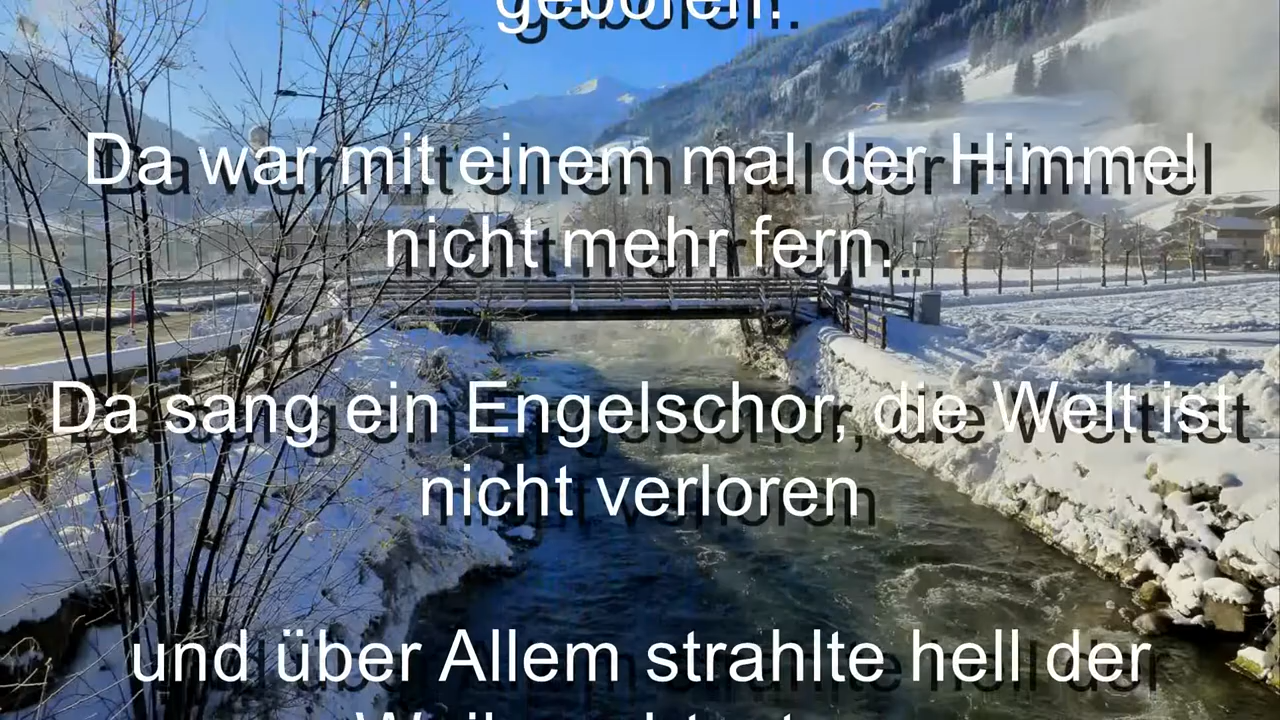 geboren.
Da war mit einem mal der Himmel
nicht mehr fern.
Da sang ein Engelschor, die Welt ist
nicht verloren
und über Allem strahlte hell der